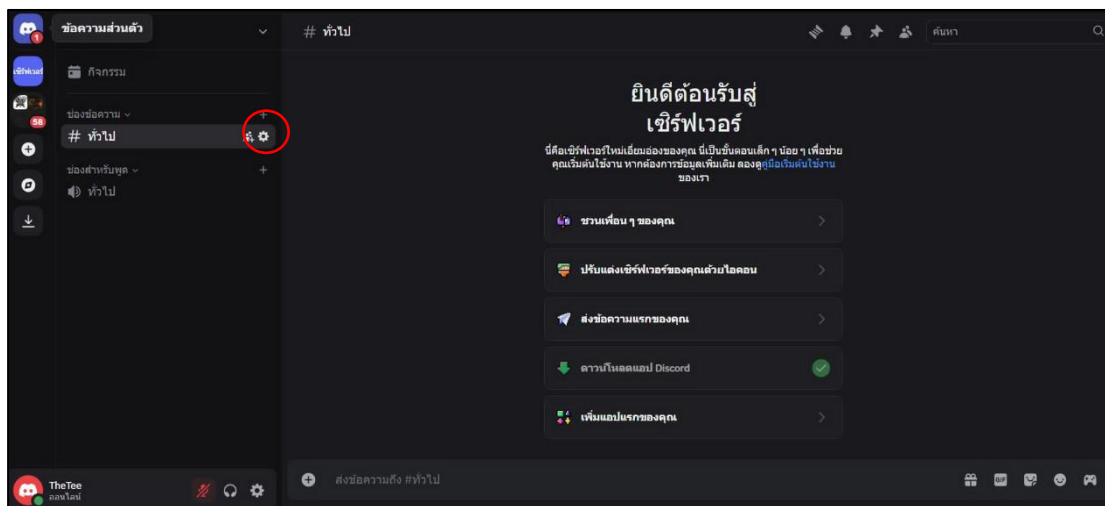 ข้อความส่วนตัว
# ทั่วไป
ค้นหา
1
เซิร์ฟเวอร์
58
กิจกรรม
ช่องข้อความ
# ทั่วไป
ช่องสำหรับพูด
ทั่วไป
ยินดีต้อนรับสู่
เซิร์ฟเวอร์
นี่คือเซิร์ฟเวอร์ใหม่เอี่ยมอ่องของคุณ นี่เป็นขั้นตอนเล็ก ๆ น้อย ๆ เพื่อช่วย
คุณเริ่มต้นใช้งาน หากต้องการข้อมูลเพิ่มเติม ลองดูคู่มือเริ่มต้นใช้งาน
ของเรา
ชวนเพื่อน ๆ ของคุณ
ปรับแต่งเซิร์ฟเวอร์ของคุณด้วยไอคอน
ส่งข้อความแรกของคุณ
ดาวน์โหลดแอป Discord
เพิ่มแอปแรกของคุณ
TheTee
ออนไลน์
ส่งข้อความถึง #ทั่วไป
GIF